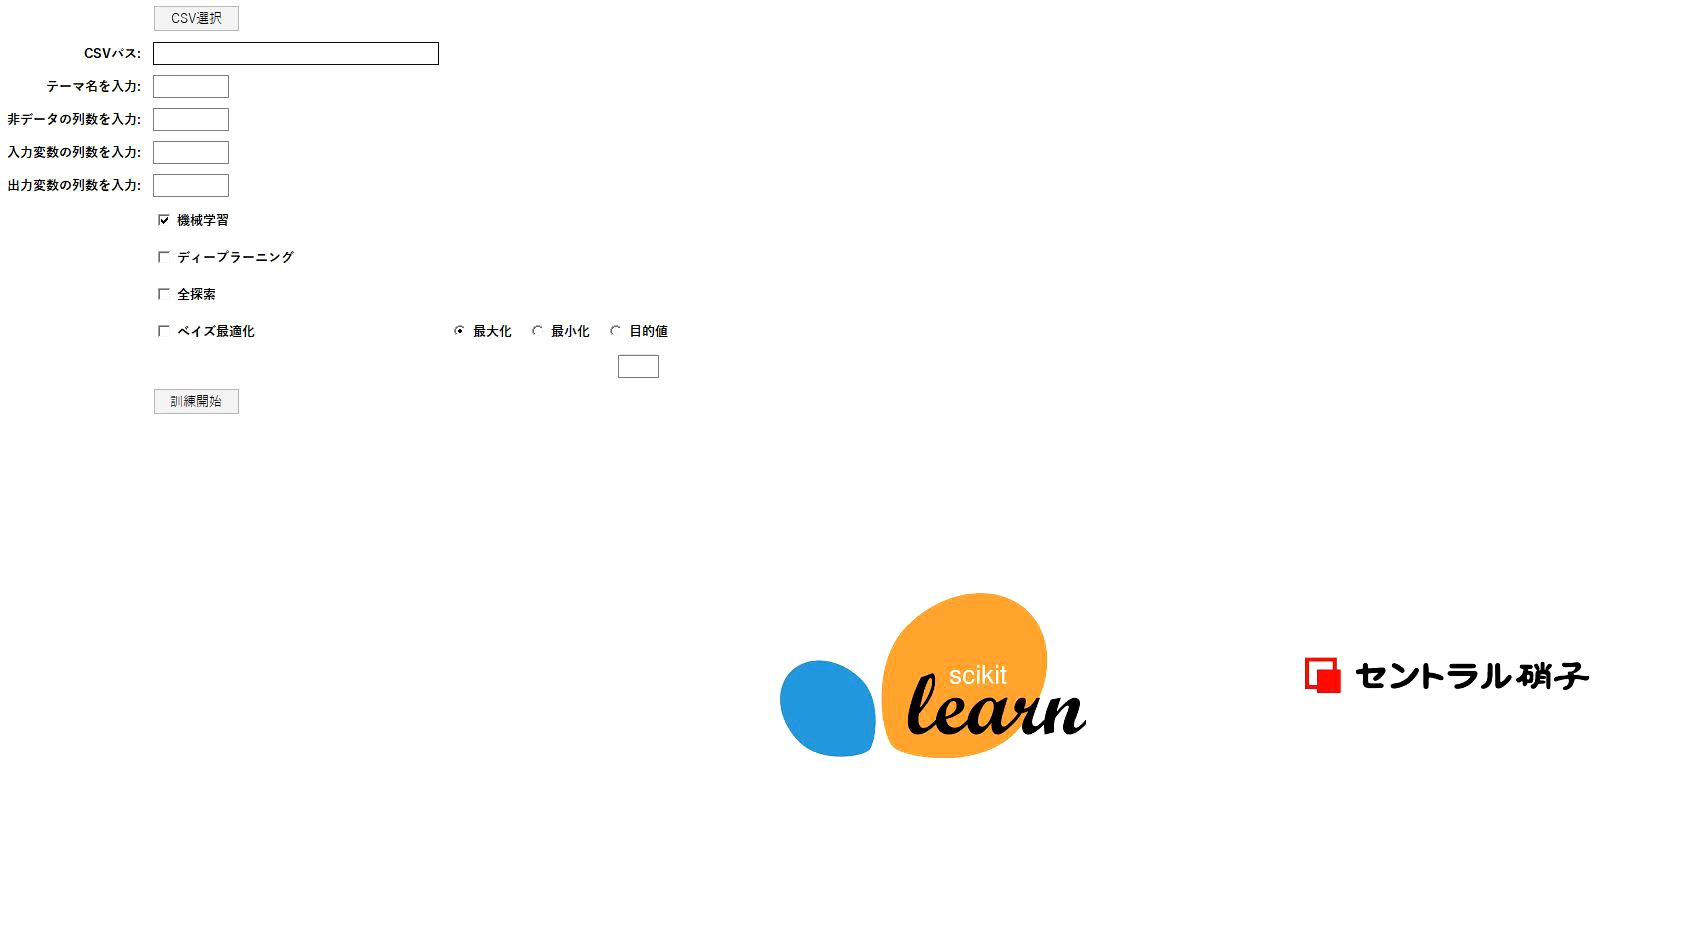 CSV選択
CSVパス:
テーマ名を入力:
非データの列数を入力:
入力変数の列数を入力:
出力変数の列数を入力:
機械学習
ディープラーニング
全探索
ベイズ最適化 最大化 最小化 目的値
訓練開始
scikit
learn
セントラル硝子